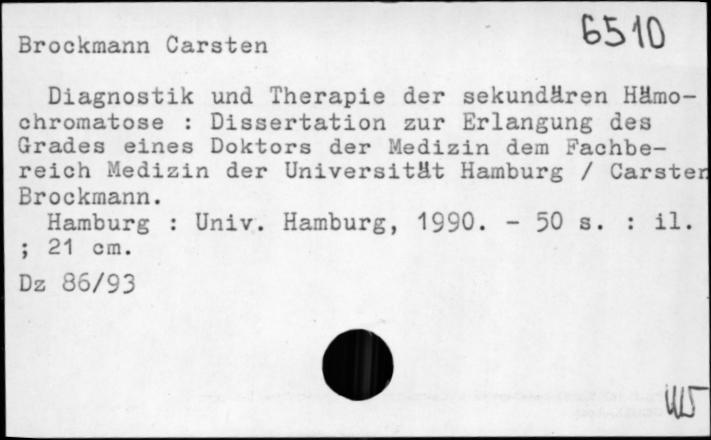 6510
Brockmann Carsten
Diagnostik und Therapie der sekundären Hämo-
chromatose : Dissertation zur Erlangung des
Grades eines Doktors der Medizin dem Fachbe-
reich Medizin der Universität Hamburg / Carsten
Brockmann.
Hamburg : Univ. Hamburg, 1990. - 50 s. : il.
; 21 cm.
Dz 86/93